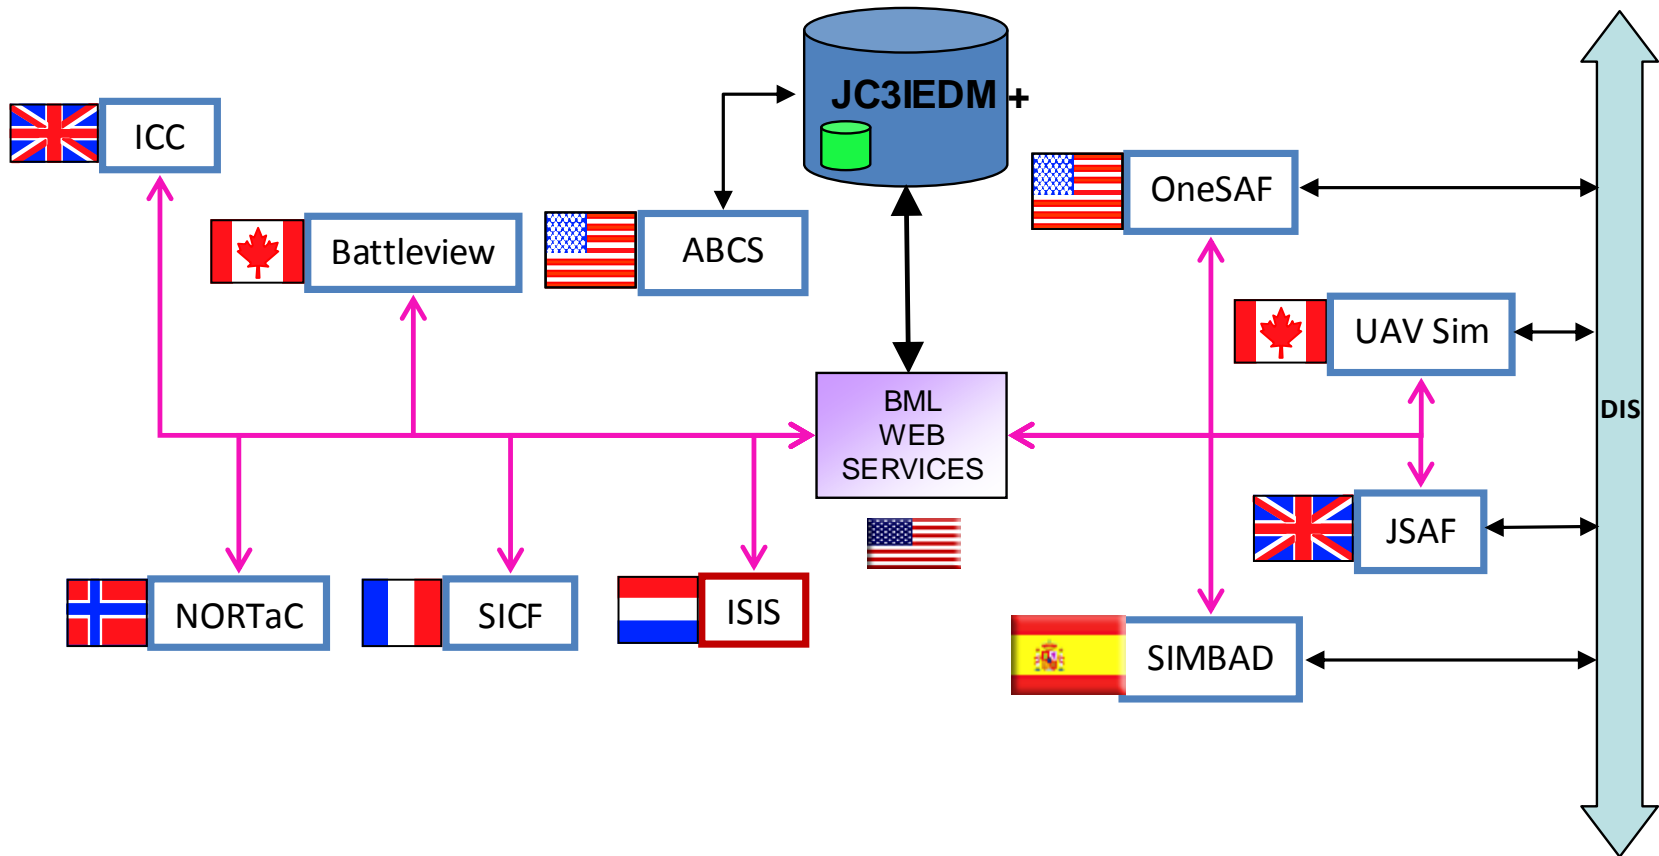 JC3IEDM +
ICC
OneSAF
Battleview
ABCS
UAV Sim
BML
WEB
SERVICES
DIS
JSAF
NORTaC
SICF
ISIS
SIMBAD